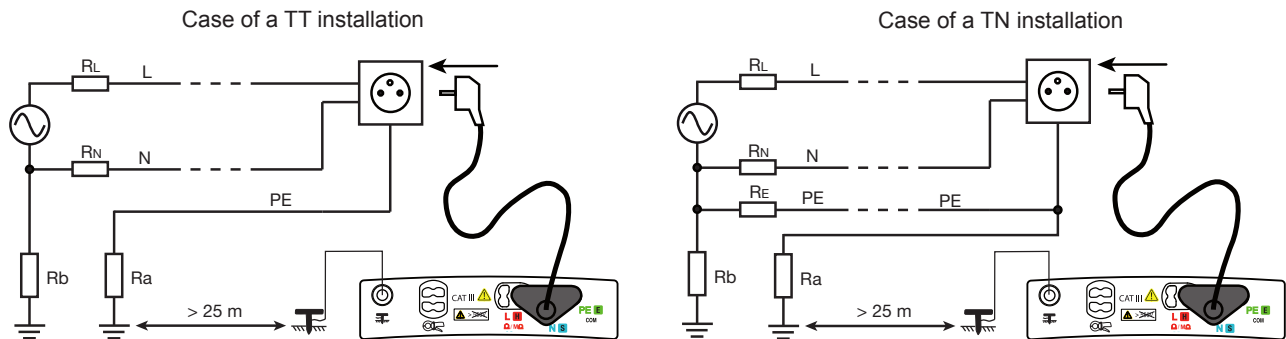 Case of a TT installation
RL L
RN N
PE
Rb Ra
> 25 m
CAT III
L H
Ω/MΩ
N S
PE E
COM
Case of a TN installation
RL L
RN N
RE PE PE
Rb Ra
> 25 m
CAT III
L H
Ω/MΩ
N S
PE E
COM